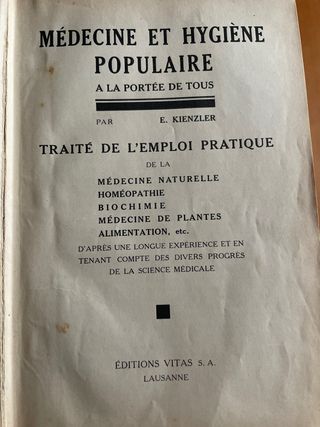 MÉDECINE ET HYGIÈNE
POPULAIRE
A LA PORTÉE DE TOUS
PAR E. KIENZLER
TRAITÉ DE L'EMPLOI PRATIQUE
DE LA
MÉDECINE NATURELLE
HOMÉOPATHIE
BIOCHIMIE
MÉDECINE DE PLANTES
ALIMENTATION, etc.
D'APRÈS UNE LONGUE EXPÉRIENCE ET EN
TENANT COMPTE DES DIVERS PROGRÈS
DE LA SCIENCE MÉDICALE
ÉDITIONS VITAS S. A.
LAUSANNE